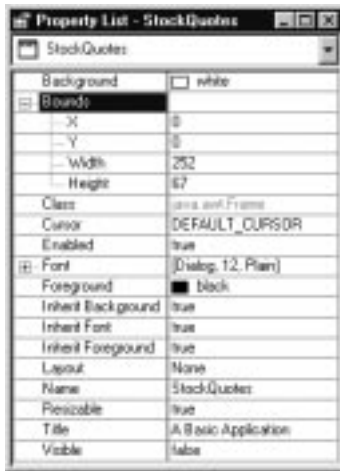 Property List - StockQuotes
StockQuotes
Background white
Bounds
X 0
Y 0
Width 252
Height 67
Class java.awt.Frame
Cursor DEFAULT_CURSOR
Enabled true
Font [Dialog, 12, Plain]
Foreground black
Inherit Background true
Inherit Font true
Inherit Foreground true
Layout None
Name StockQuotes
Resizable true
Title A Basic Application
Visible false